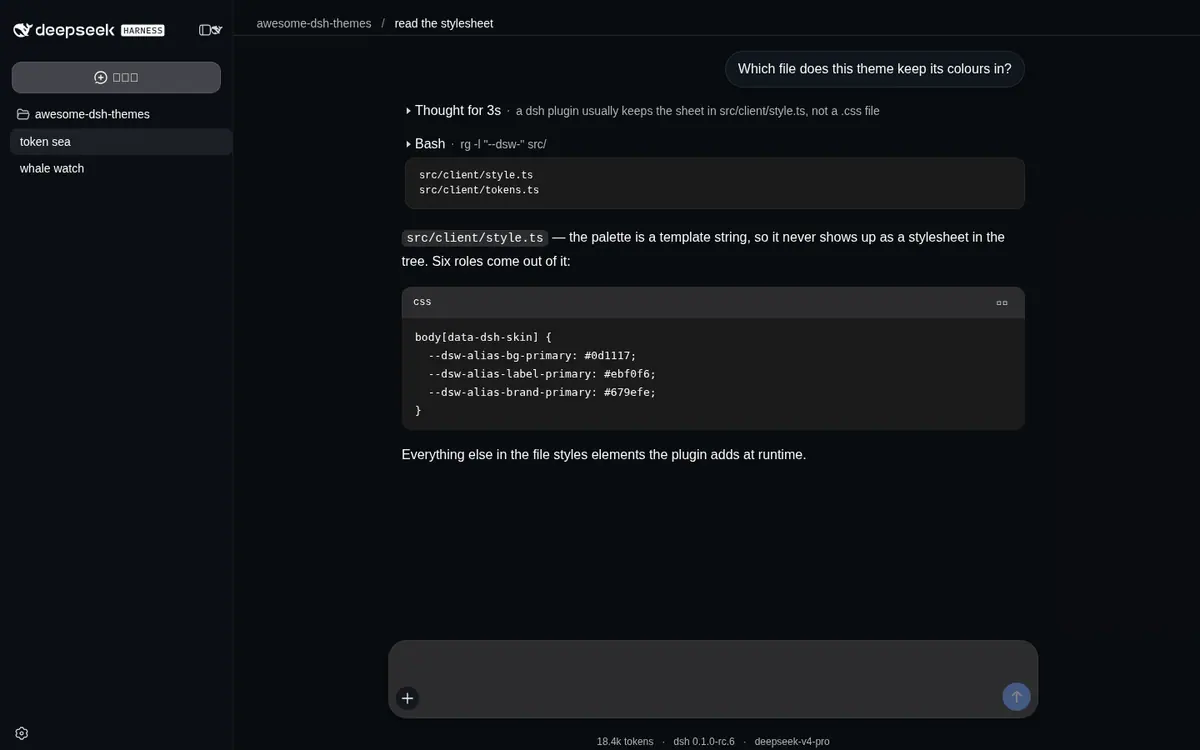 deepseek HARNESS
awesome-dsh-themes
token sea
whale watch
awesome-dsh-themes / read the stylesheet
Which file does this theme keep its colours in?
Thought for 3s · a dsh plugin usually keeps the sheet in src/client/style.ts, not a .css file
Bash · rg -l "--dsw-" src/
src/client/style.ts
src/client/tokens.ts
src/client/style.ts — the palette is a template string, so it never shows up as a stylesheet in the
tree. Six roles come out of it:
css
body[data-dsh-skin] {
--dsw-alias-bg-primary: #0d1117;
--dsw-alias-label-primary: #ebf0f6;
--dsw-alias-brand-primary: #679efe;
}
Everything else in the file styles elements the plugin adds at runtime.
18.4k tokens · dsh 0.1.0-rc.6 · deepseek-v4-pro